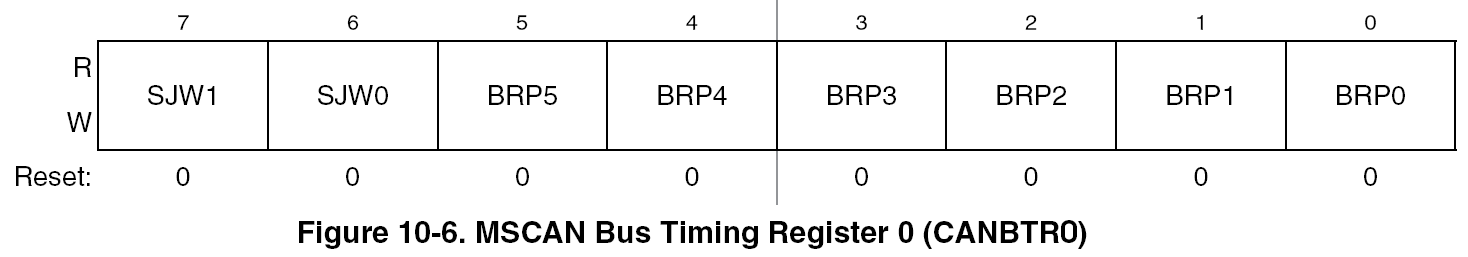 7 6 5 4 3 2 1 0
R
SJW1 SJW0 BRP5 BRP4 BRP3 BRP2 BRP1 BRP0
W
Reset: 0 0 0 0 0 0 0 0
Figure 10-6. MSCAN Bus Timing Register 0 (CANBTR0)